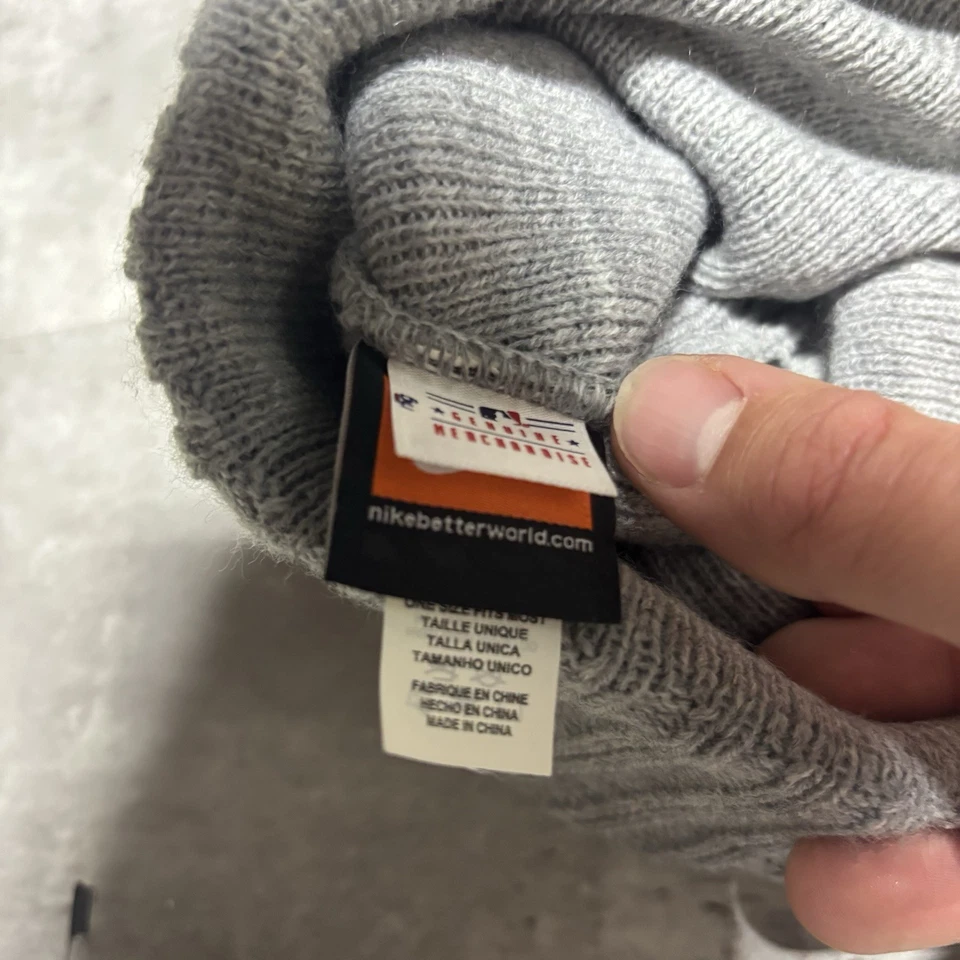 GENUINE
MERCHANDISE
nikebetterworld.com
ONE SIZE FITS MOST
TAILLE UNIQUE
TALLA UNICA
TAMANHO UNICO
FABRIQUE EN CHINE
HECHO EN CHINA
MADE IN CHINA